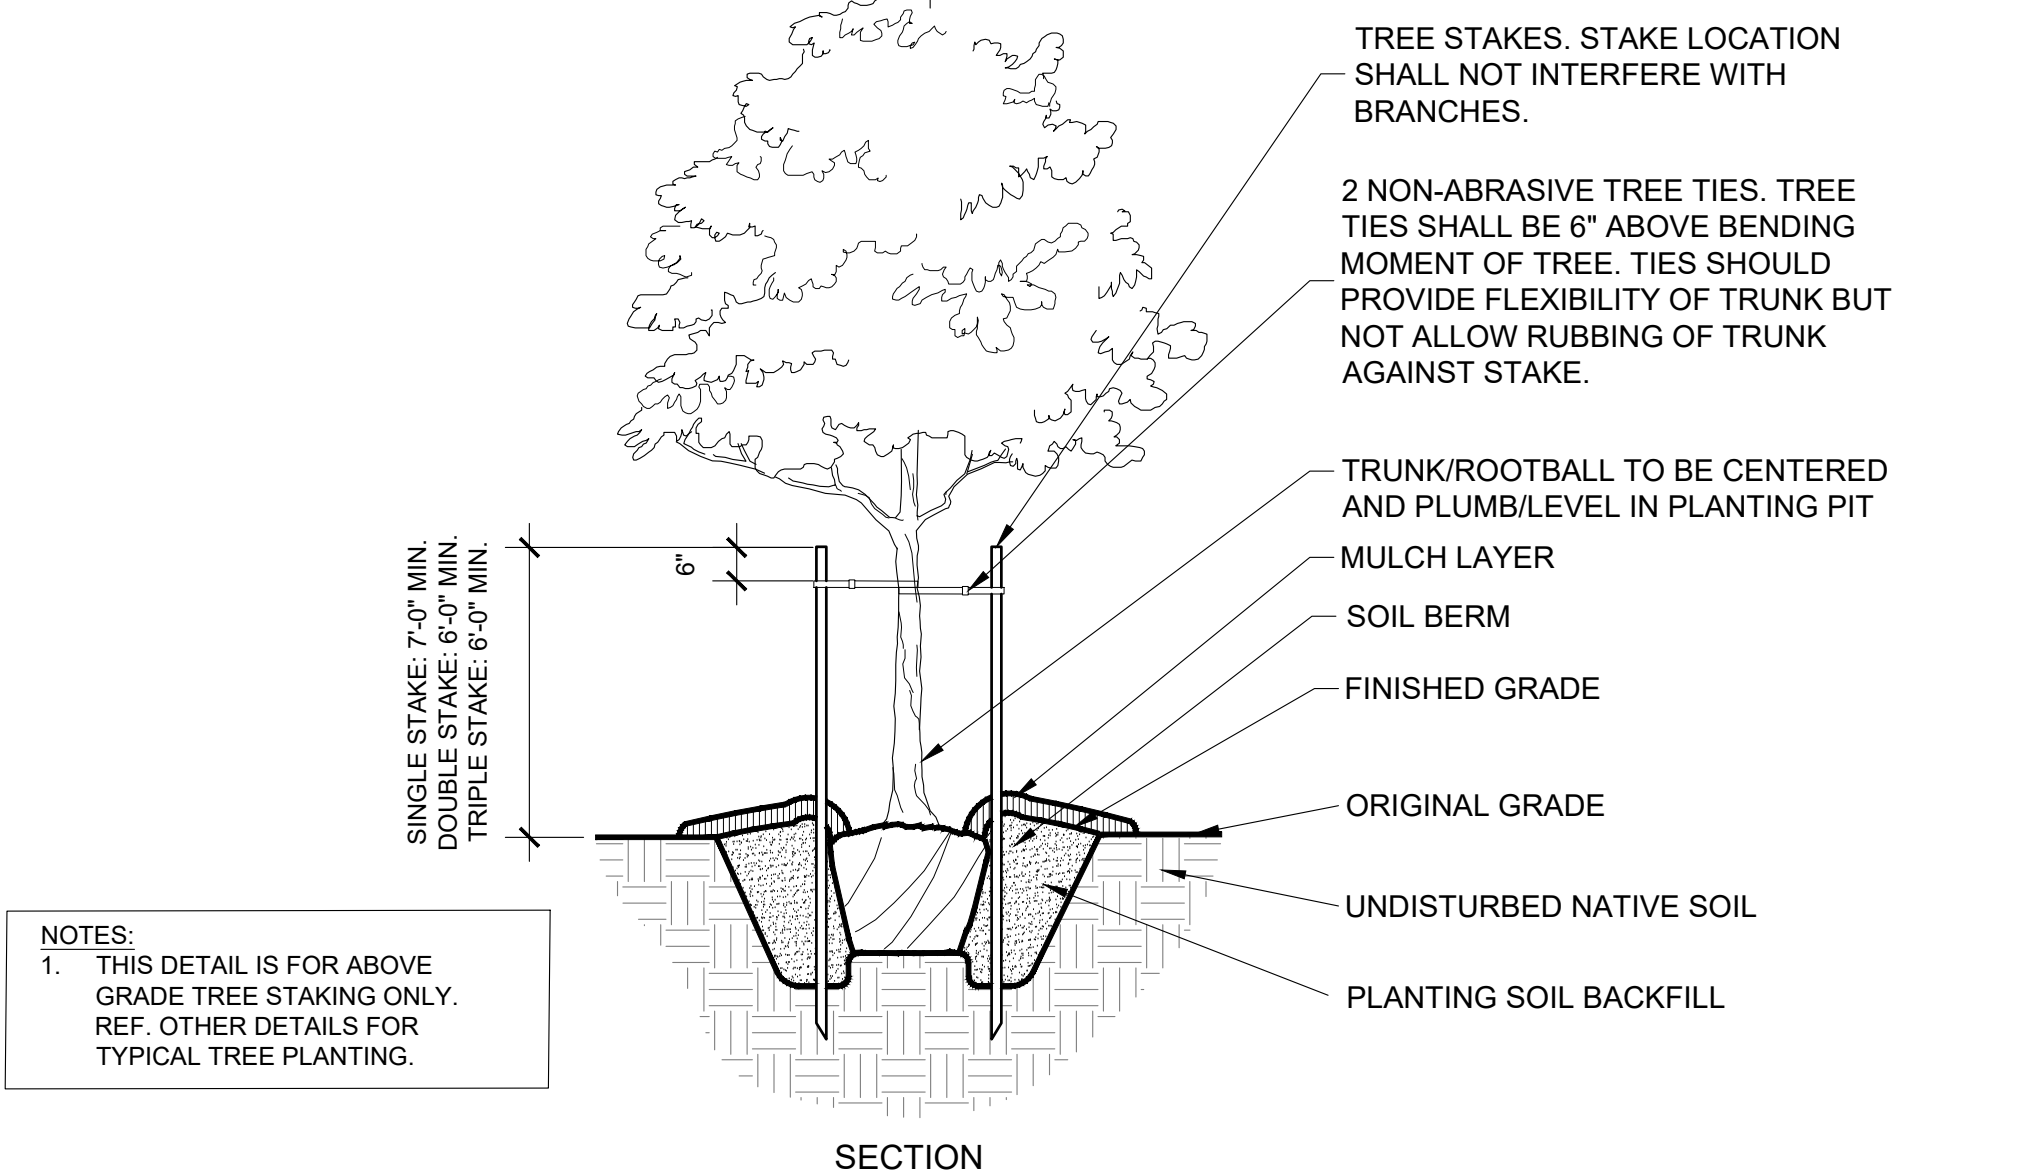 TREE STAKES. STAKE LOCATION
SHALL NOT INTERFERE WITH
BRANCHES.
2 NON-ABRASIVE TREE TIES. TREE
TIES SHALL BE 6" ABOVE BENDING
MOMENT OF TREE. TIES SHOULD
PROVIDE FLEXIBILITY OF TRUNK BUT
NOT ALLOW RUBBING OF TRUNK
AGAINST STAKE.
TRUNK/ROOTBALL TO BE CENTERED
AND PLUMB/LEVEL IN PLANTING PIT
MULCH LAYER
SOIL BERM
FINISHED GRADE
ORIGINAL GRADE
UNDISTURBED NATIVE SOIL
PLANTING SOIL BACKFILL
6"
SINGLE STAKE: 7'-0" MIN.
DOUBLE STAKE: 6'-0" MIN.
TRIPLE STAKE: 6'-0" MIN.
NOTES:
1. THIS DETAIL IS FOR ABOVE
GRADE TREE STAKING ONLY.
REF. OTHER DETAILS FOR
TYPICAL TREE PLANTING.
SECTION